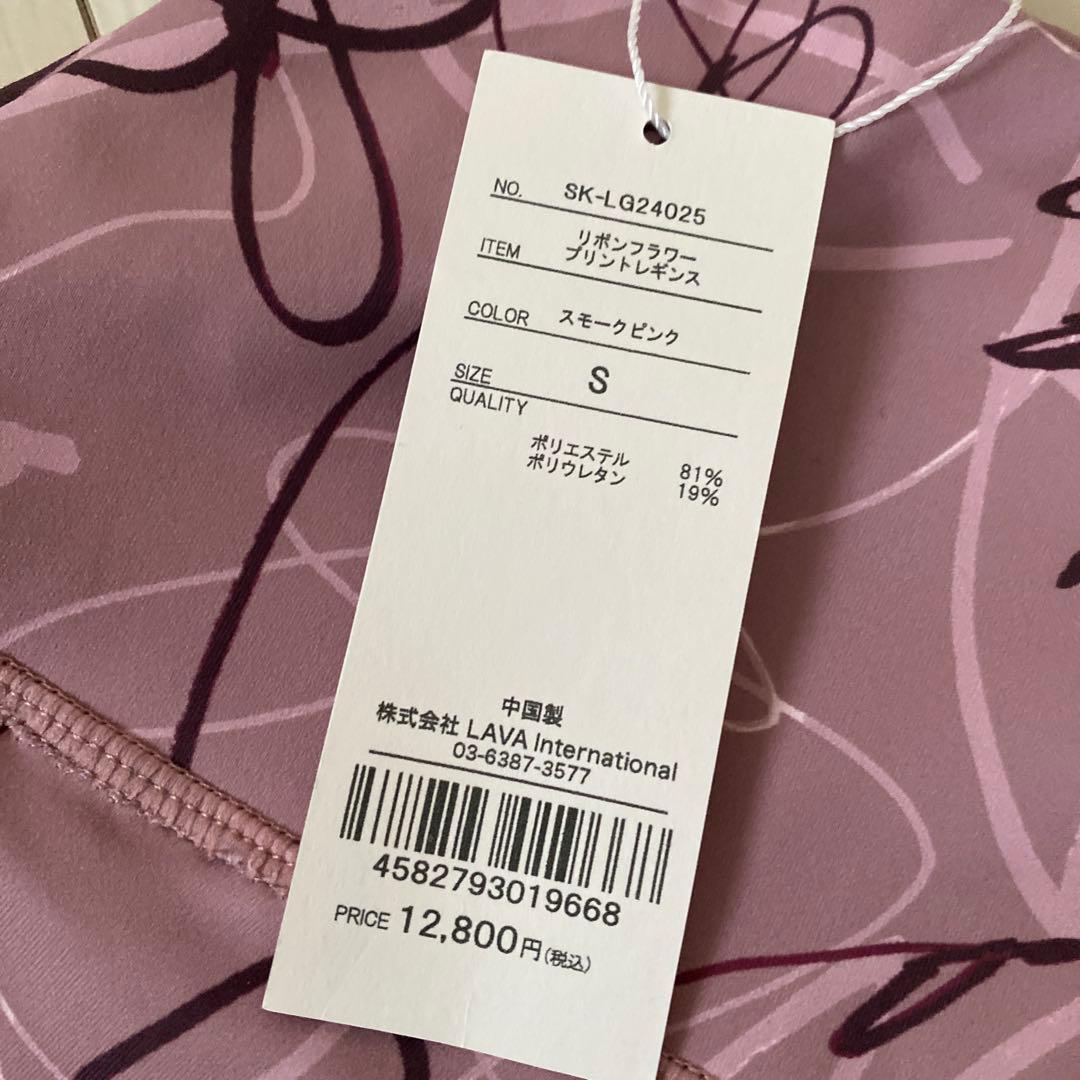 NO. SK-LG24025
ITEM リボンフラワー
プリントレギンス
COLOR スモークピンク
SIZE S
QUALITY
ポリエステル 81%
ポリウレタン 19%
中国製
株式会社 LAVA International
03-6387-3577
4582793019668
PRICE 12,800円(税込)